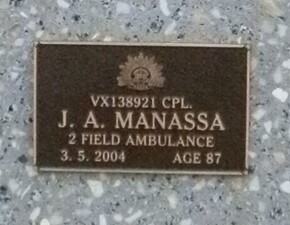 VX138921 CPL.
J. A. MANASSA
2 FIELD AMBULANCE
3. 5. 2004 AGE 87